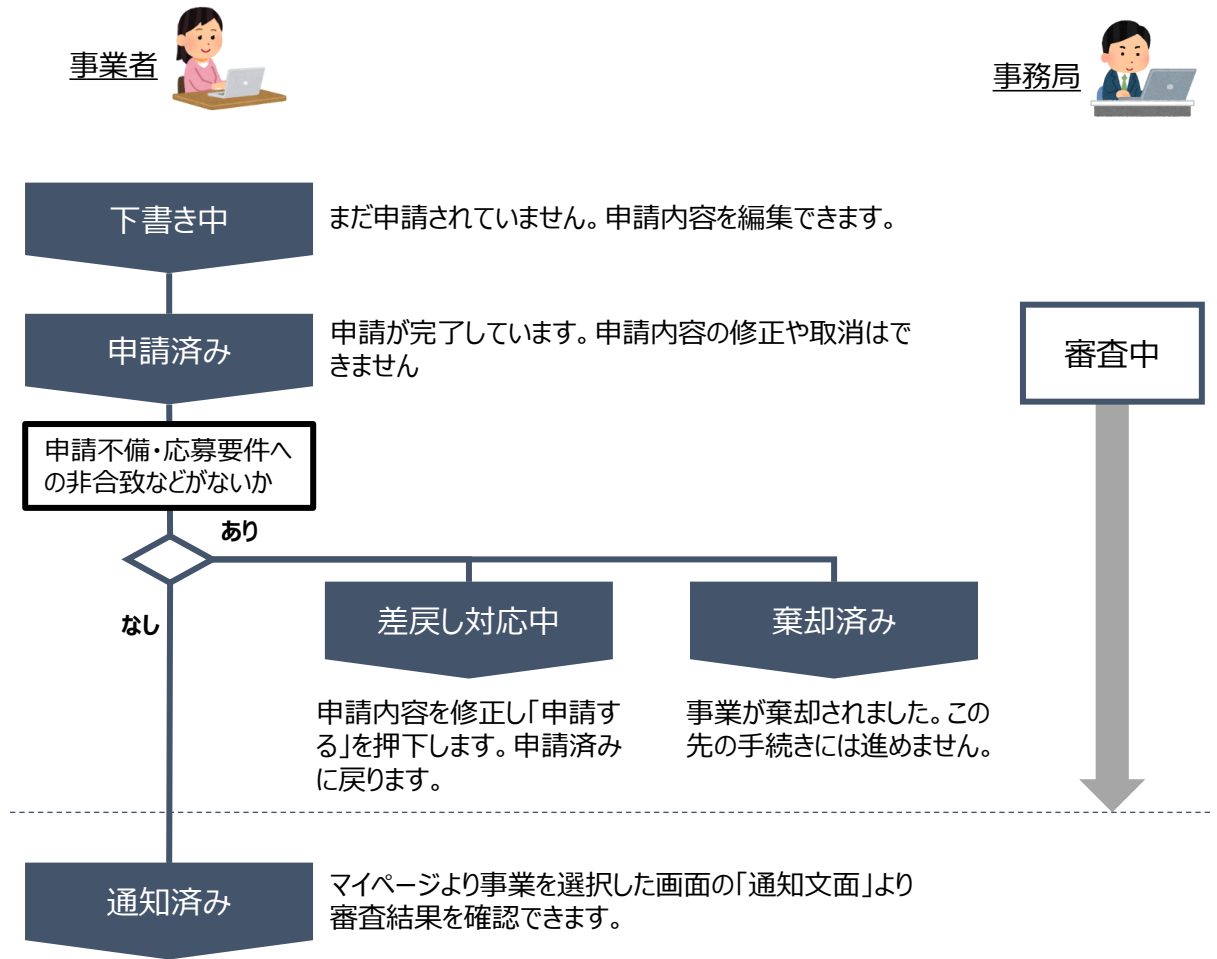 事業者
事務局
下書き中
まだ申請されていません。申請内容を編集できます。
申請済み
申請が完了しています。申請内容の修正や取消はで
きません
審査中
申請不備・応募要件へ
の非合致などがないか
あり
なし
差戻し対応中
棄却済み
申請内容を修正し「申請す
る」を押下します。申請済み
に戻ります。
事業が棄却されました。この
先の手続きには進めません。
通知済み
マイページより事業を選択した画面の「通知文面」より
審査結果を確認できます。